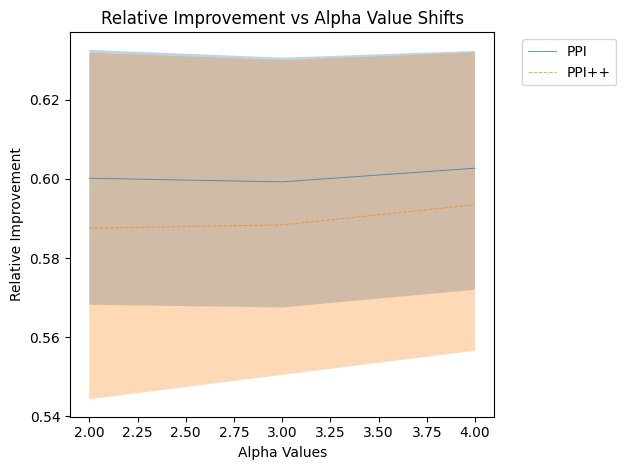 Relative Improvement vs Alpha Value Shifts
PPI
PPI++
Relative Improvement
0.62
0.60
0.58
0.56
0.54
2.00 2.25 2.50 2.75 3.00 3.25 3.50 3.75 4.00
Alpha Values